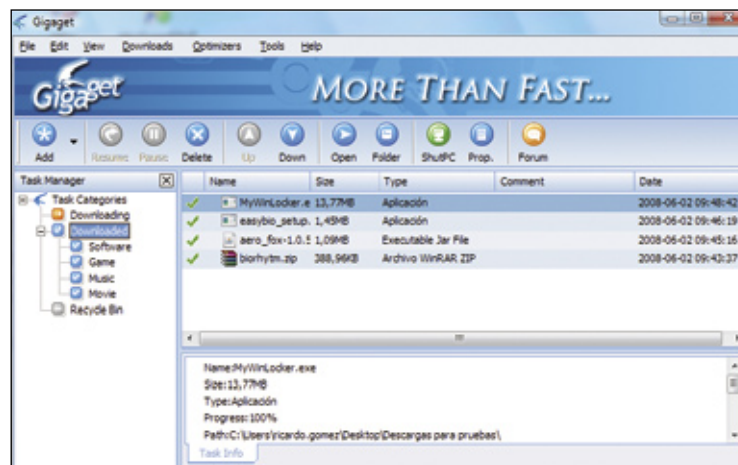 Gigaget
File Edit View Downloads Optimizers Tools Help
Gigaget MORE THAN FAST...
Add Resume Pause Delete Up Down Open Folder ShutPC Prop. Forum
Task Manager Name Size Type Comment Date
Task Categories
Downloading
Downloaded
Software
Game
Music
Movie
Recycle Bin
MyWinLocker.e 13,77MB Aplicación 2008-06-02 09:48:42
easybio_setup. 1,45MB Aplicación 2008-06-02 09:46:19
aero_fox-1.0.5 1,09MB Executable Jar File 2008-06-02 09:45:16
biorhytm.zip 388,96KB Archivo WinRAR ZIP 2008-06-02 09:43:37
Name:MyWinLocker.exe
Size:13,77MB
Type:Aplicación
Progress:100%
Path:C:\Users\ricardo.gomez\Desktop\Descargas para pruebas\
Task Info